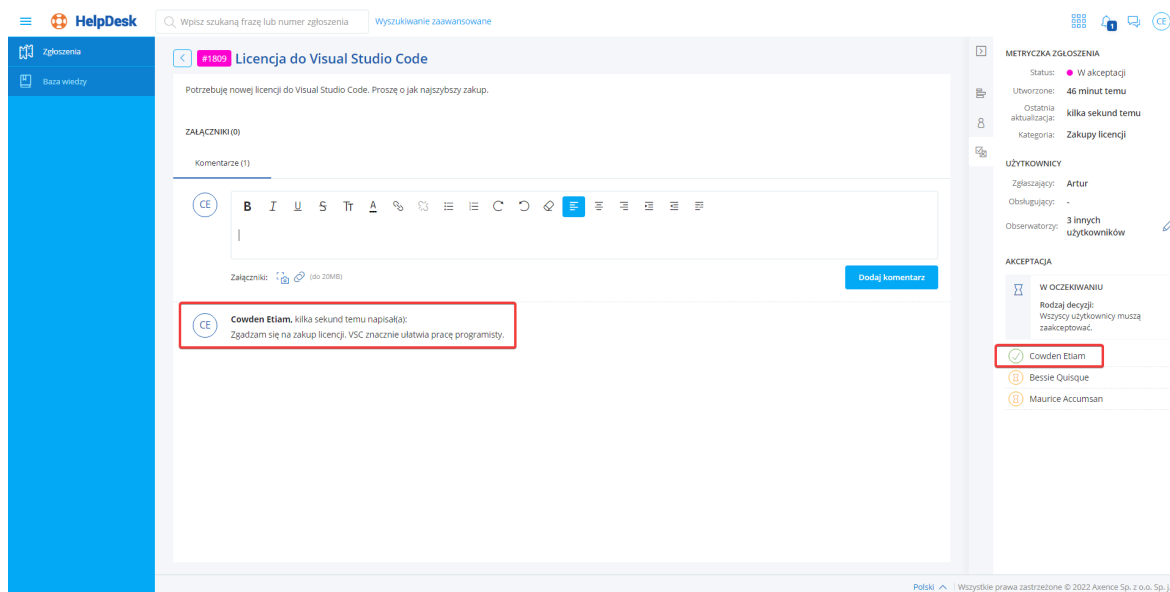 HelpDesk
Wpisz szukaną frazę lub numer zgłoszenia
Wyszukiwanie zaawansowane
1
CE
Zgłoszenia
Baza wiedzy
#1809 Licencja do Visual Studio Code
Potrzebuję nowej licencji do Visual Studio Code. Proszę o jak najszybszy zakup.
ZAŁĄCZNIKI (0)
Komentarze (1)
CE
B I U S TT A
Załączniki: (do 20MB)
Dodaj komentarz
CE
Cowden Etiam, kilka sekund temu napisał(a):
Zgadzam się na zakup licencji. VSC znacznie ułatwia pracę programisty.
METRYCZKA ZGŁOSZENIA
Status: W akceptacji
Utworzone: 46 minut temu
Ostatnia aktualizacja: kilka sekund temu
Kategoria: Zakupy licencji
UŻYTKOWNICY
Zgłaszający: Artur
Obsługujący: -
Obserwatorzy: 3 innych użytkowników
AKCEPTACJA
W OCZEKIWANIU
Rodzaj decyzji:
Wszyscy użytkownicy muszą
zaakceptować.
Cowden Etiam
Bessie Quisque
Maurice Accumsan
Polski
Wszystkie prawa zastrzeżone © 2022 Axence Sp. z o.o. Sp. j.